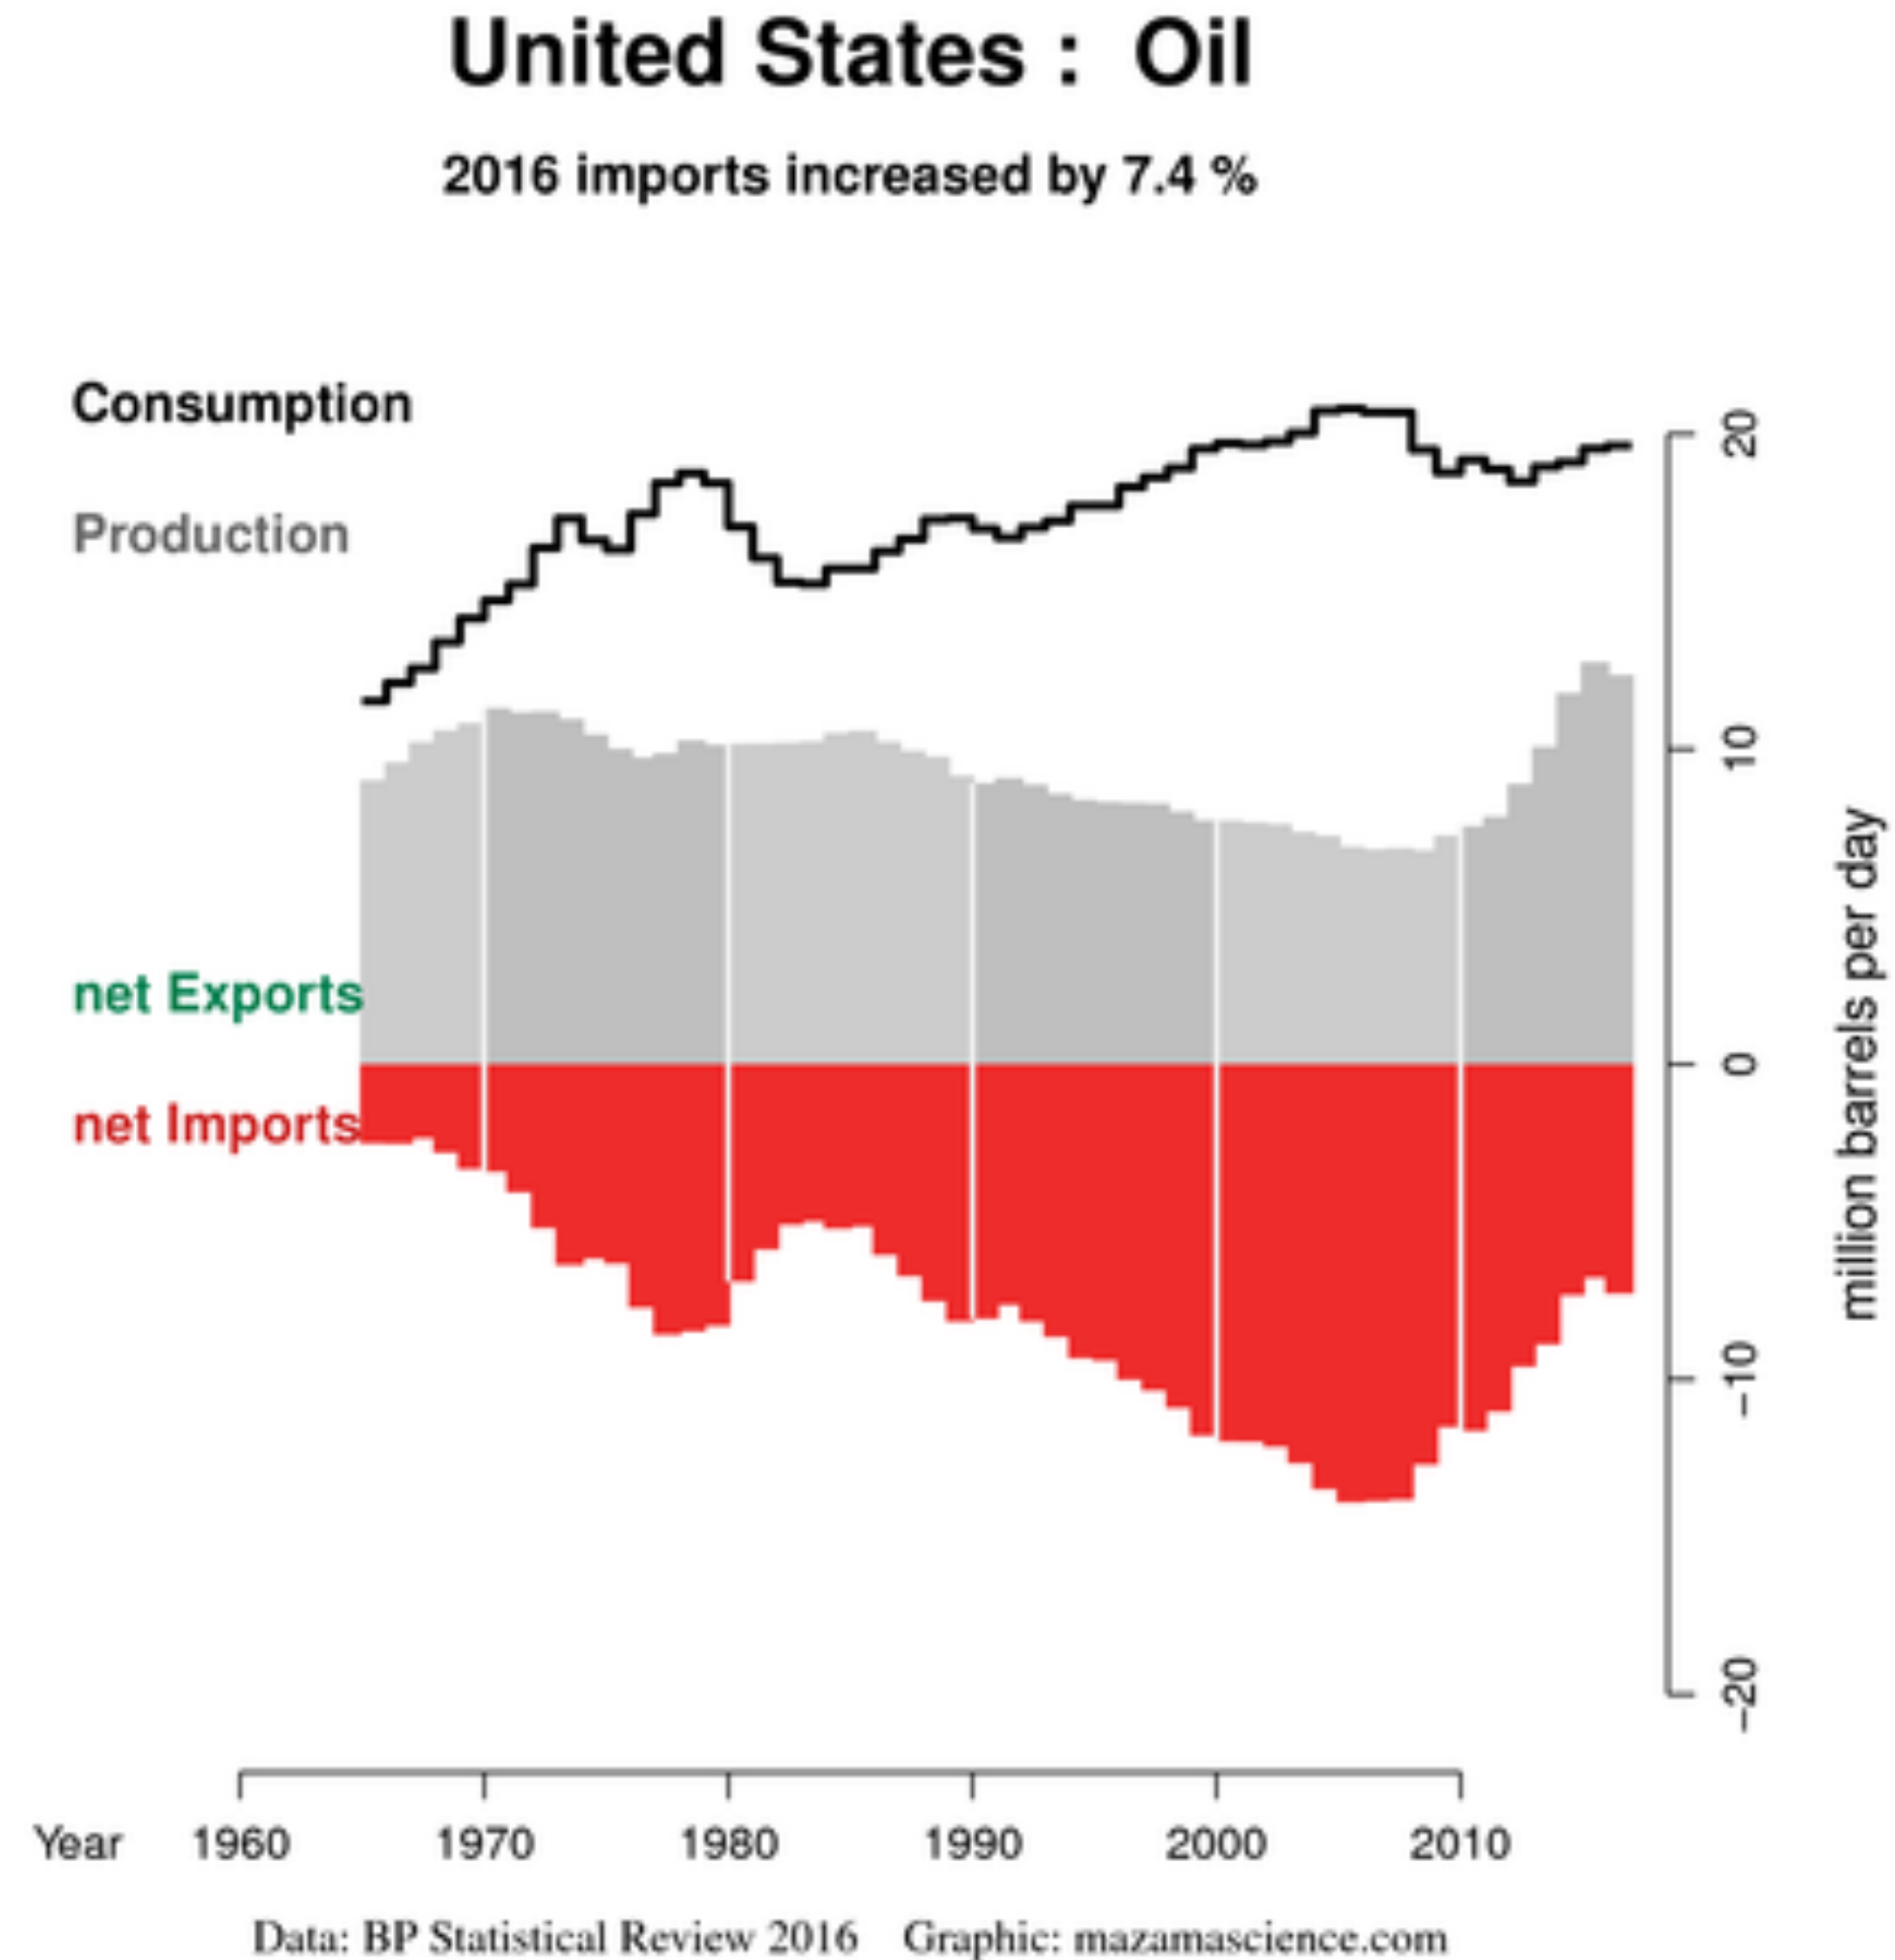 United States : Oil
2016 imports increased by 7.4 %
Consumption
Production
net Exports
net Imports
20
10
0
−10
−20
million barrels per day
Year 1960 1970 1980 1990 2000 2010
Data: BP Statistical Review 2016 Graphic: mazamascience.com